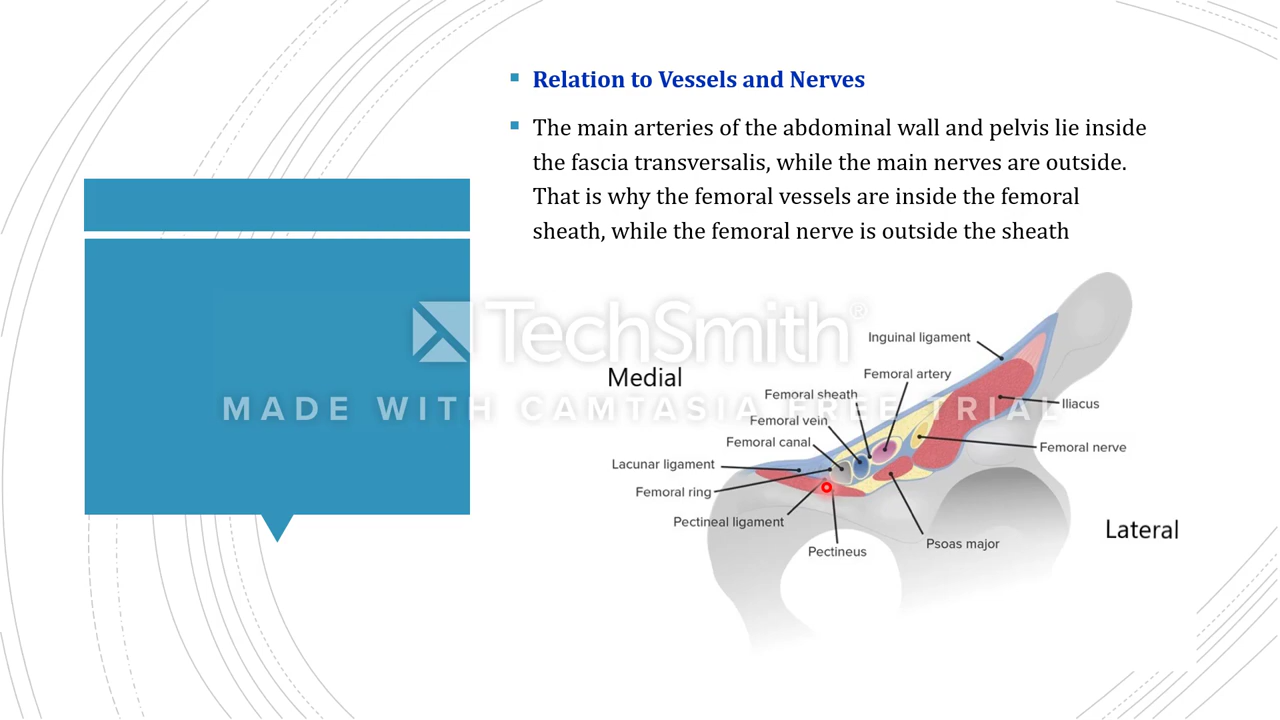 Relation to Vessels and Nerves
The main arteries of the abdominal wall and pelvis lie inside
the fascia transversalis, while the main nerves are outside.
That is why the femoral vessels are inside the femoral
sheath, while the femoral nerve is outside the sheath
TechSmith®
MADE WITH CAMTASIA FREE TRIAL
Medial
Inguinal ligament
Femoral artery
Femoral sheath
Iliacus
Femoral vein
Femoral canal
Femoral nerve
Lacunar ligament
Femoral ring
Pectineal ligament
Lateral
Psoas major
Pectineus